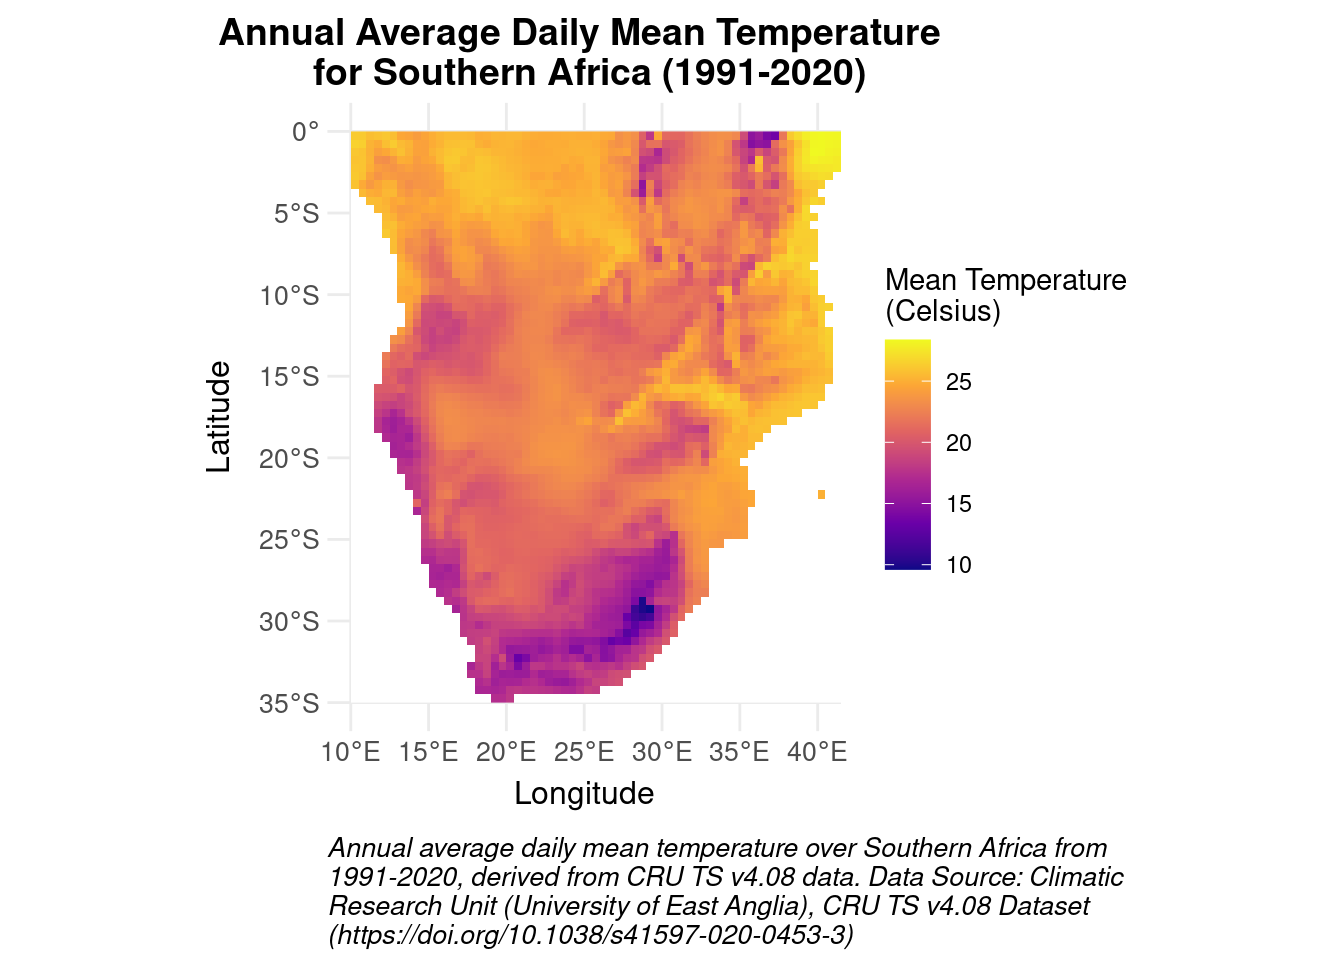 Annual Average Daily Mean Temperature
for Southern Africa (1991-2020)
0°
5°S
10°S
15°S
20°S
25°S
30°S
35°S
Latitude
10°E 15°E 20°E 25°E 30°E 35°E 40°E
Longitude
Mean Temperature
(Celsius)
25
20
15
10
Annual average daily mean temperature over Southern Africa from
1991-2020, derived from CRU TS v4.08 data. Data Source: Climatic
Research Unit (University of East Anglia), CRU TS v4.08 Dataset
(https://doi.org/10.1038/s41597-020-0453-3)